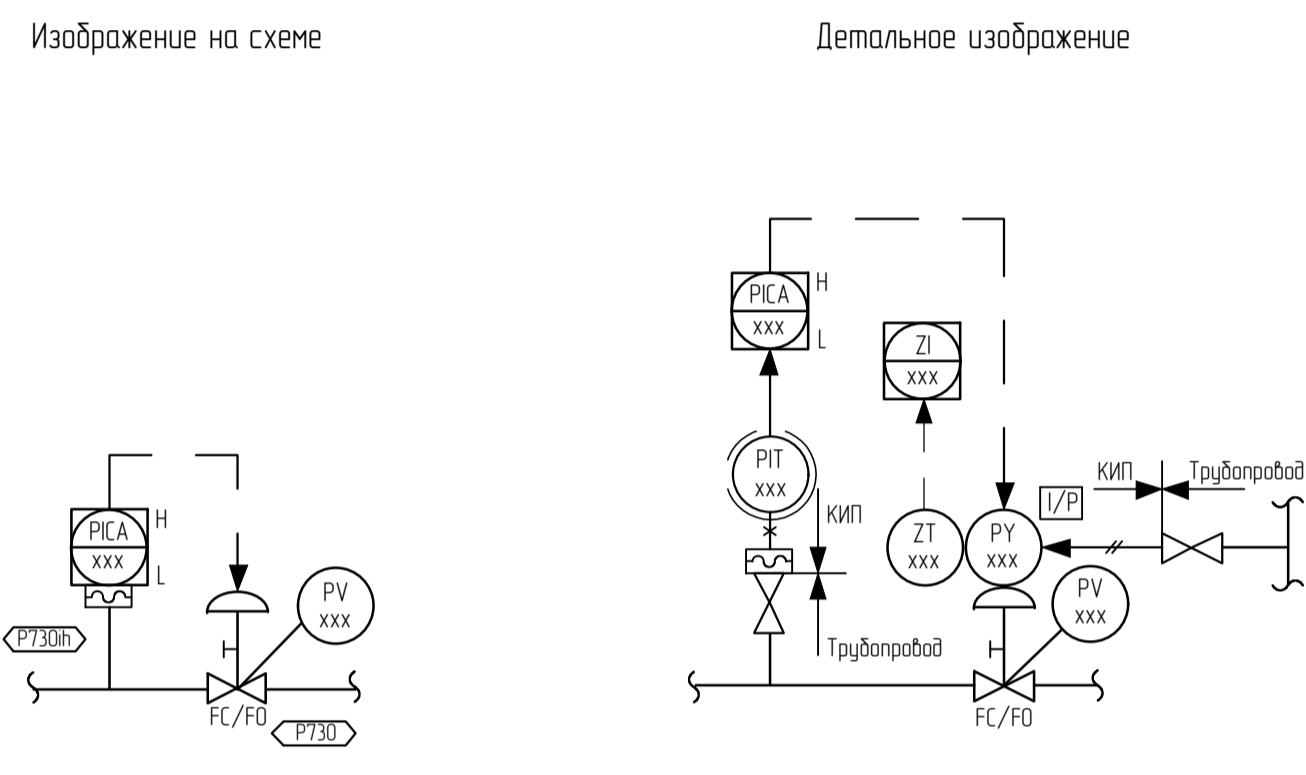 Изображение на схеме
Детальное изображение
PICA
XXX
H
L
P730ih
PV
XXX
FC/FO
P730
PICA
XXX
H
L
ZI
XXX
PIT
XXX
КИП
Трубопровод
ZT
XXX
PY
XXX
I/P
КИП
Трубопровод
PV
XXX
FC/FO